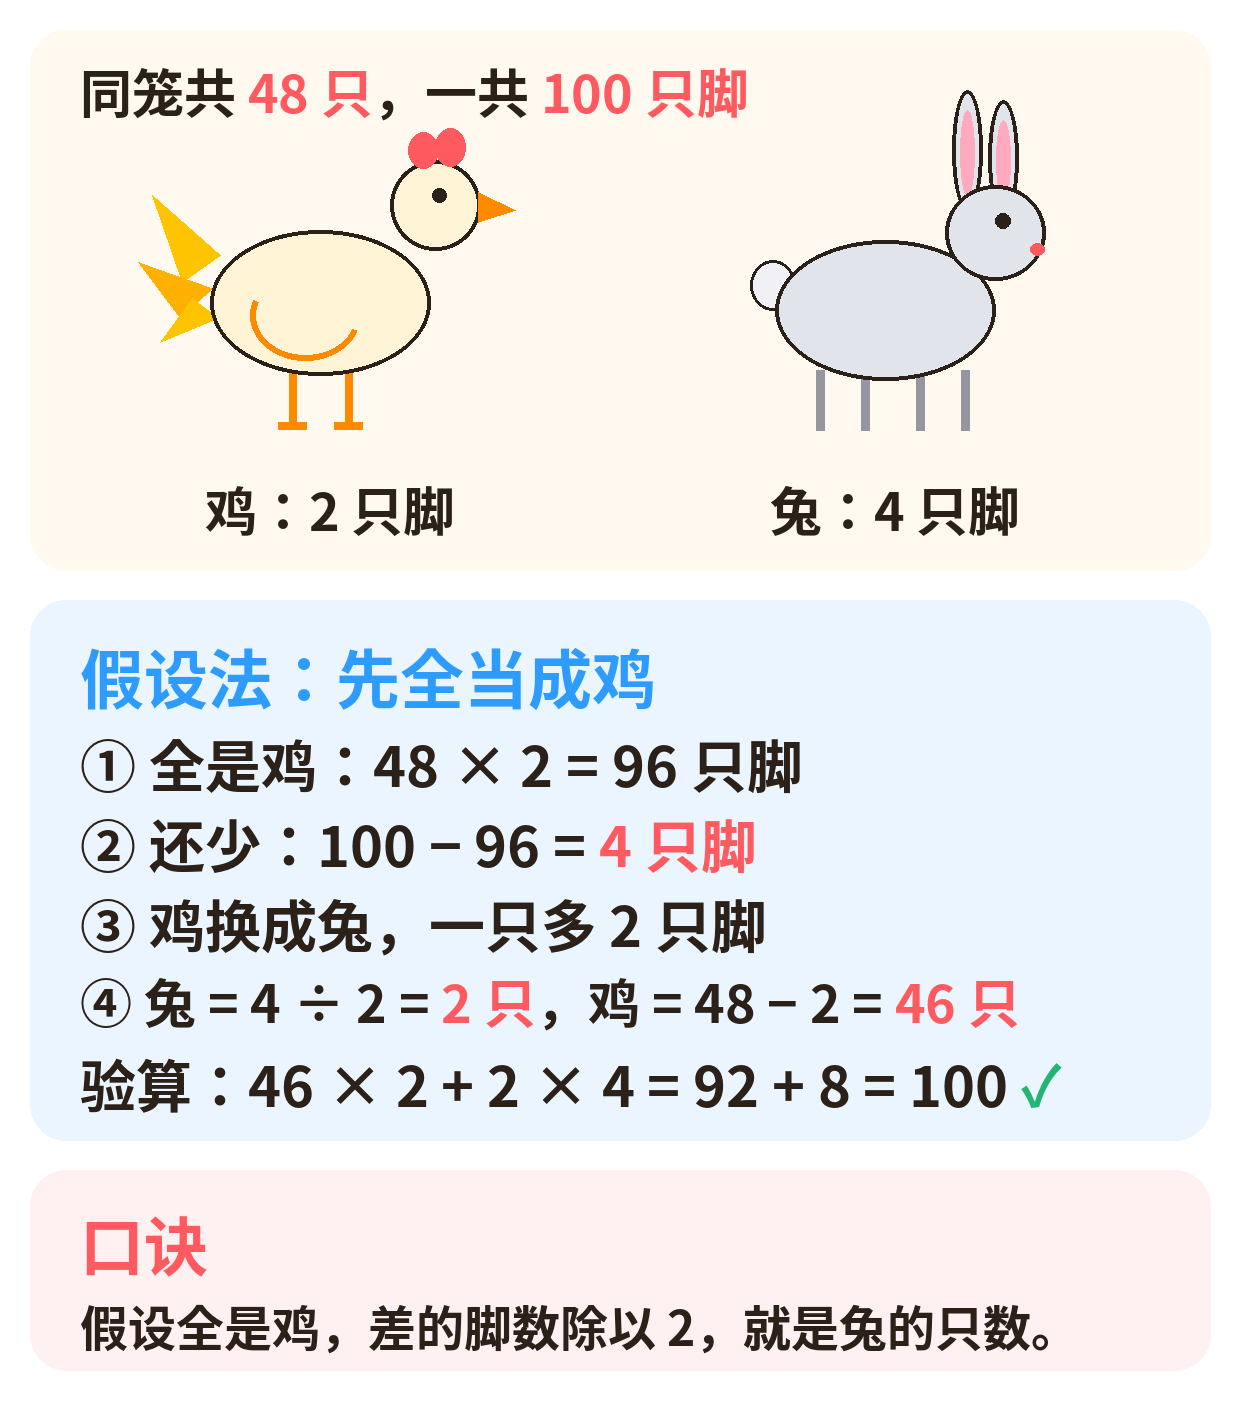 同笼共 48 只，一共 100 只脚
鸡：2 只脚
兔：4 只脚
假设法：先全当成鸡
① 全是鸡：48 × 2 = 96 只脚
② 还少：100 − 96 = 4 只脚
③ 鸡换成兔，一只多 2 只脚
④ 兔 = 4 ÷ 2 = 2 只，鸡 = 48 − 2 = 46 只
验算：46 × 2 + 2 × 4 = 92 + 8 = 100 ✓
口诀
假设全是鸡，差的脚数除以 2，就是兔的只数。